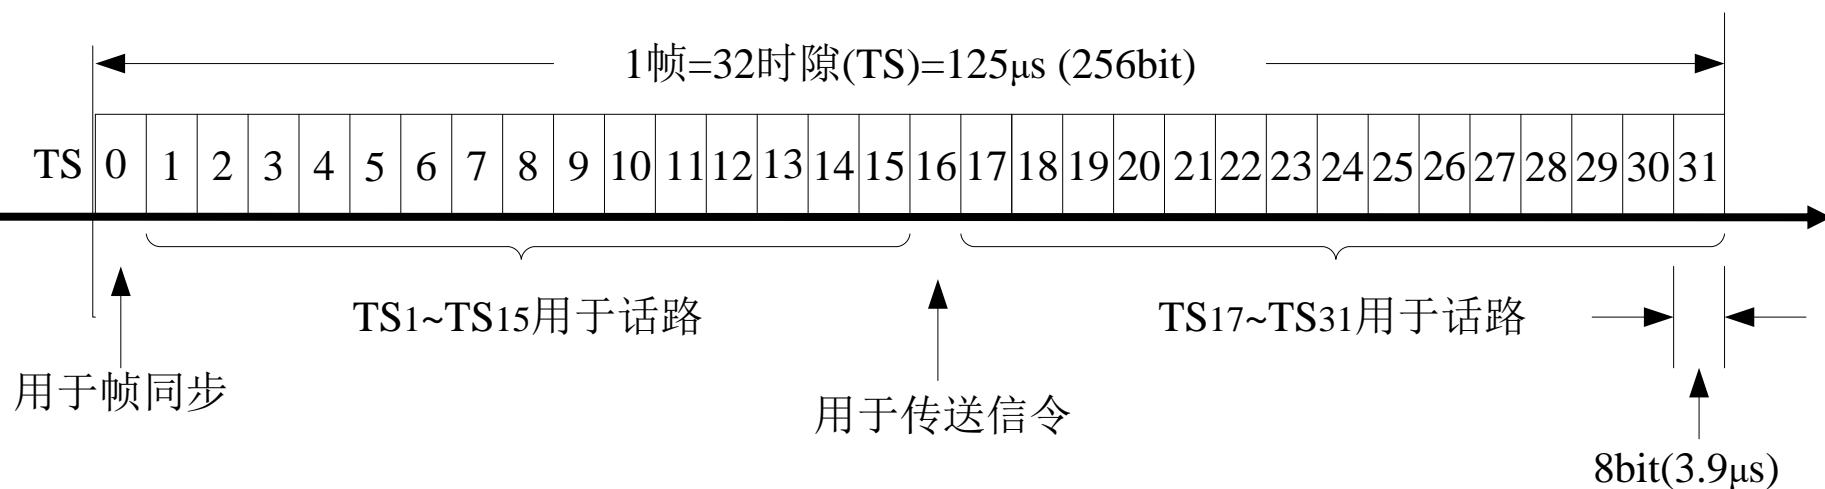 1帧=32时隙(TS)=125μs (256bit)
TS 0 1 2 3 4 5 6 7 8 9 10 11 12 13 14 15 16 17 18 19 20 21 22 23 24 25 26 27 28 29 30 31
TS1~TS15用于话路
TS17~TS31用于话路
用于帧同步
用于传送信令
8bit(3.9μs)